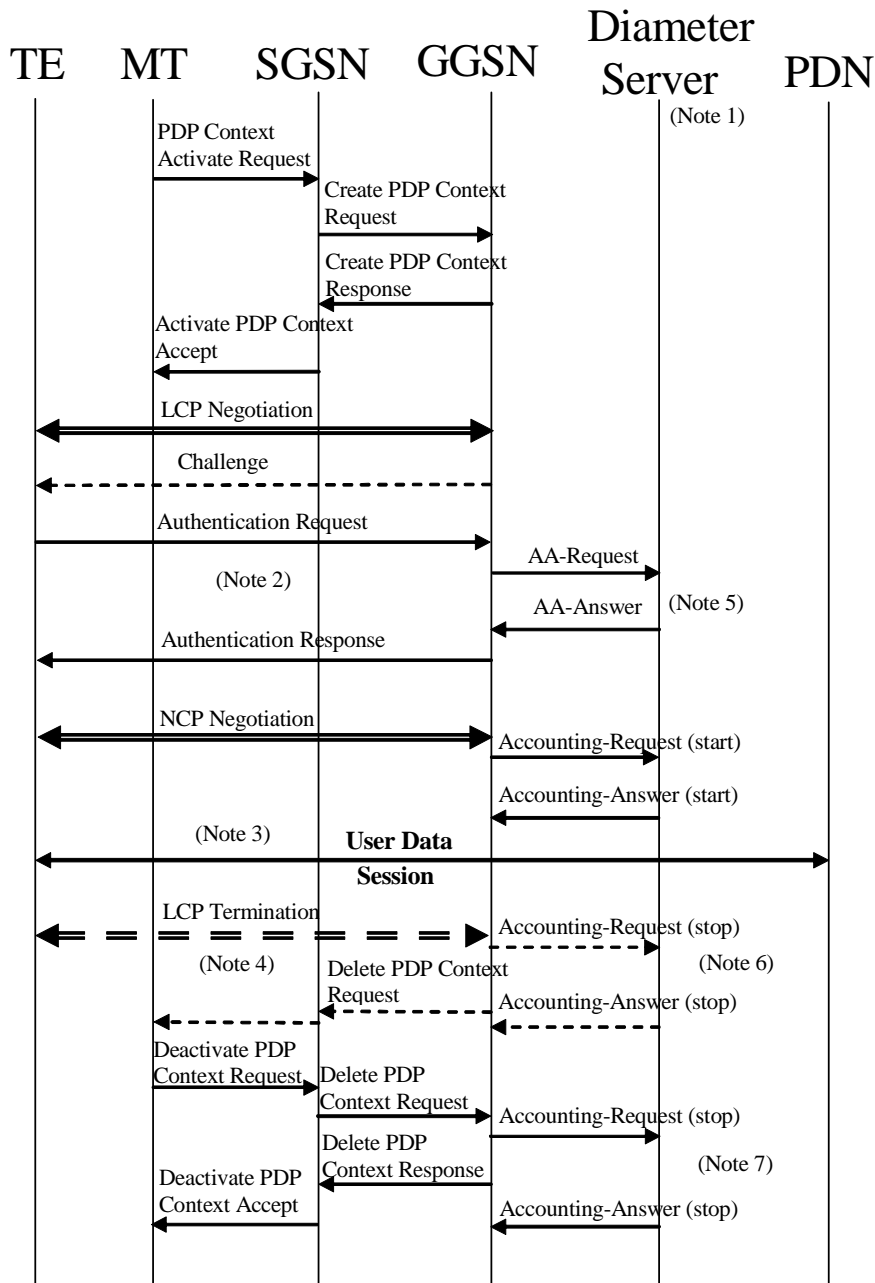 TE MT SGSN GGSN Diameter Server PDN
(Note 1)
PDP Context
Activate Request
Create PDP Context
Request
Create PDP Context
Response
Activate PDP Context
Accept
LCP Negotiation
Challenge
Authentication Request
AA-Request
(Note 2)
AA-Answer
(Note 5)
Authentication Response
NCP Negotiation
Accounting-Request (start)
Accounting-Answer (start)
(Note 3)
User Data
Session
LCP Termination
Accounting-Request (stop)
(Note 4)
(Note 6)
Delete PDP Context
Request
Accounting-Answer (stop)
Deactivate PDP
Context Request
Delete PDP
Context Request
Accounting-Request (stop)
Delete PDP
Context Response
(Note 7)
Deactivate PDP
Context Accept
Accounting-Answer (stop)